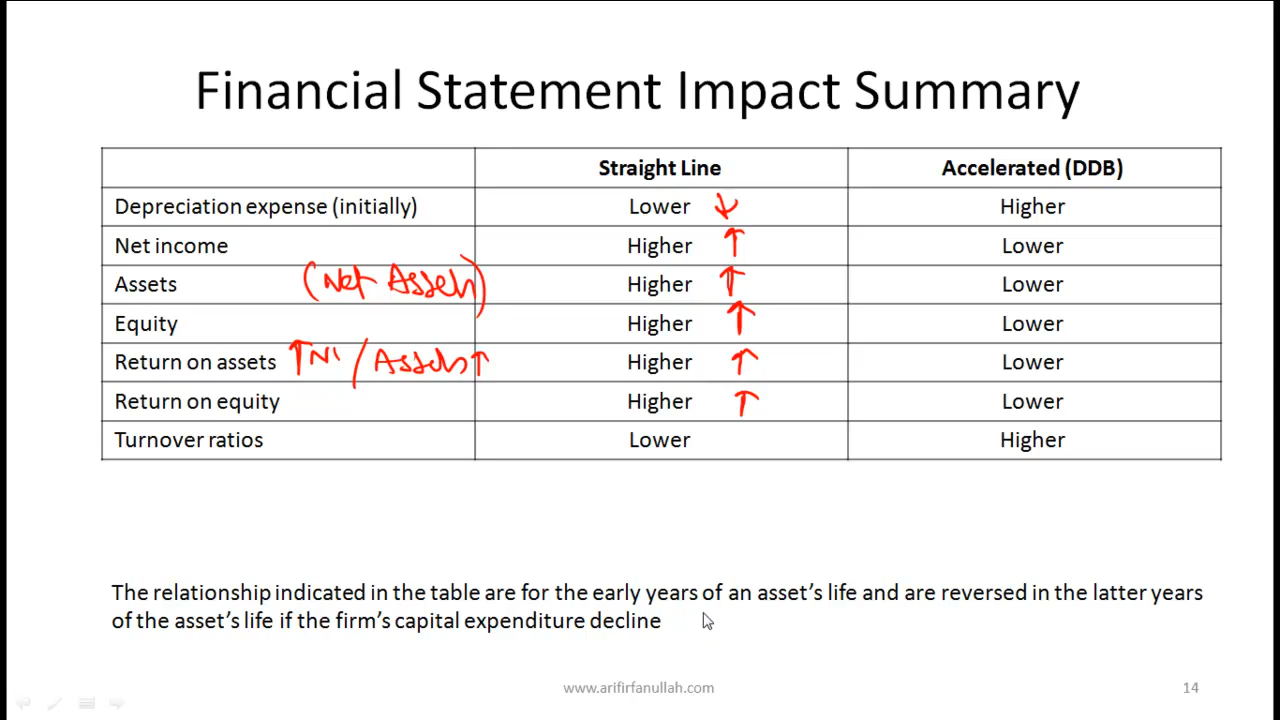 Financial Statement Impact Summary
Straight Line Accelerated (DDB)
Depreciation expense (initially) Lower ↓ Higher
Net income Higher ↑ Lower
Assets (Net Assets) Higher ↑ Lower
Equity Higher ↑ Lower
Return on assets ↑ NI / Assets ↑ Higher ↑ Lower
Return on equity Higher ↑ Lower
Turnover ratios Lower Higher
The relationship indicated in the table are for the early years of an asset's life and are reversed in the latter years
of the asset's life if the firm's capital expenditure decline
www.arifirfanullah.com 14